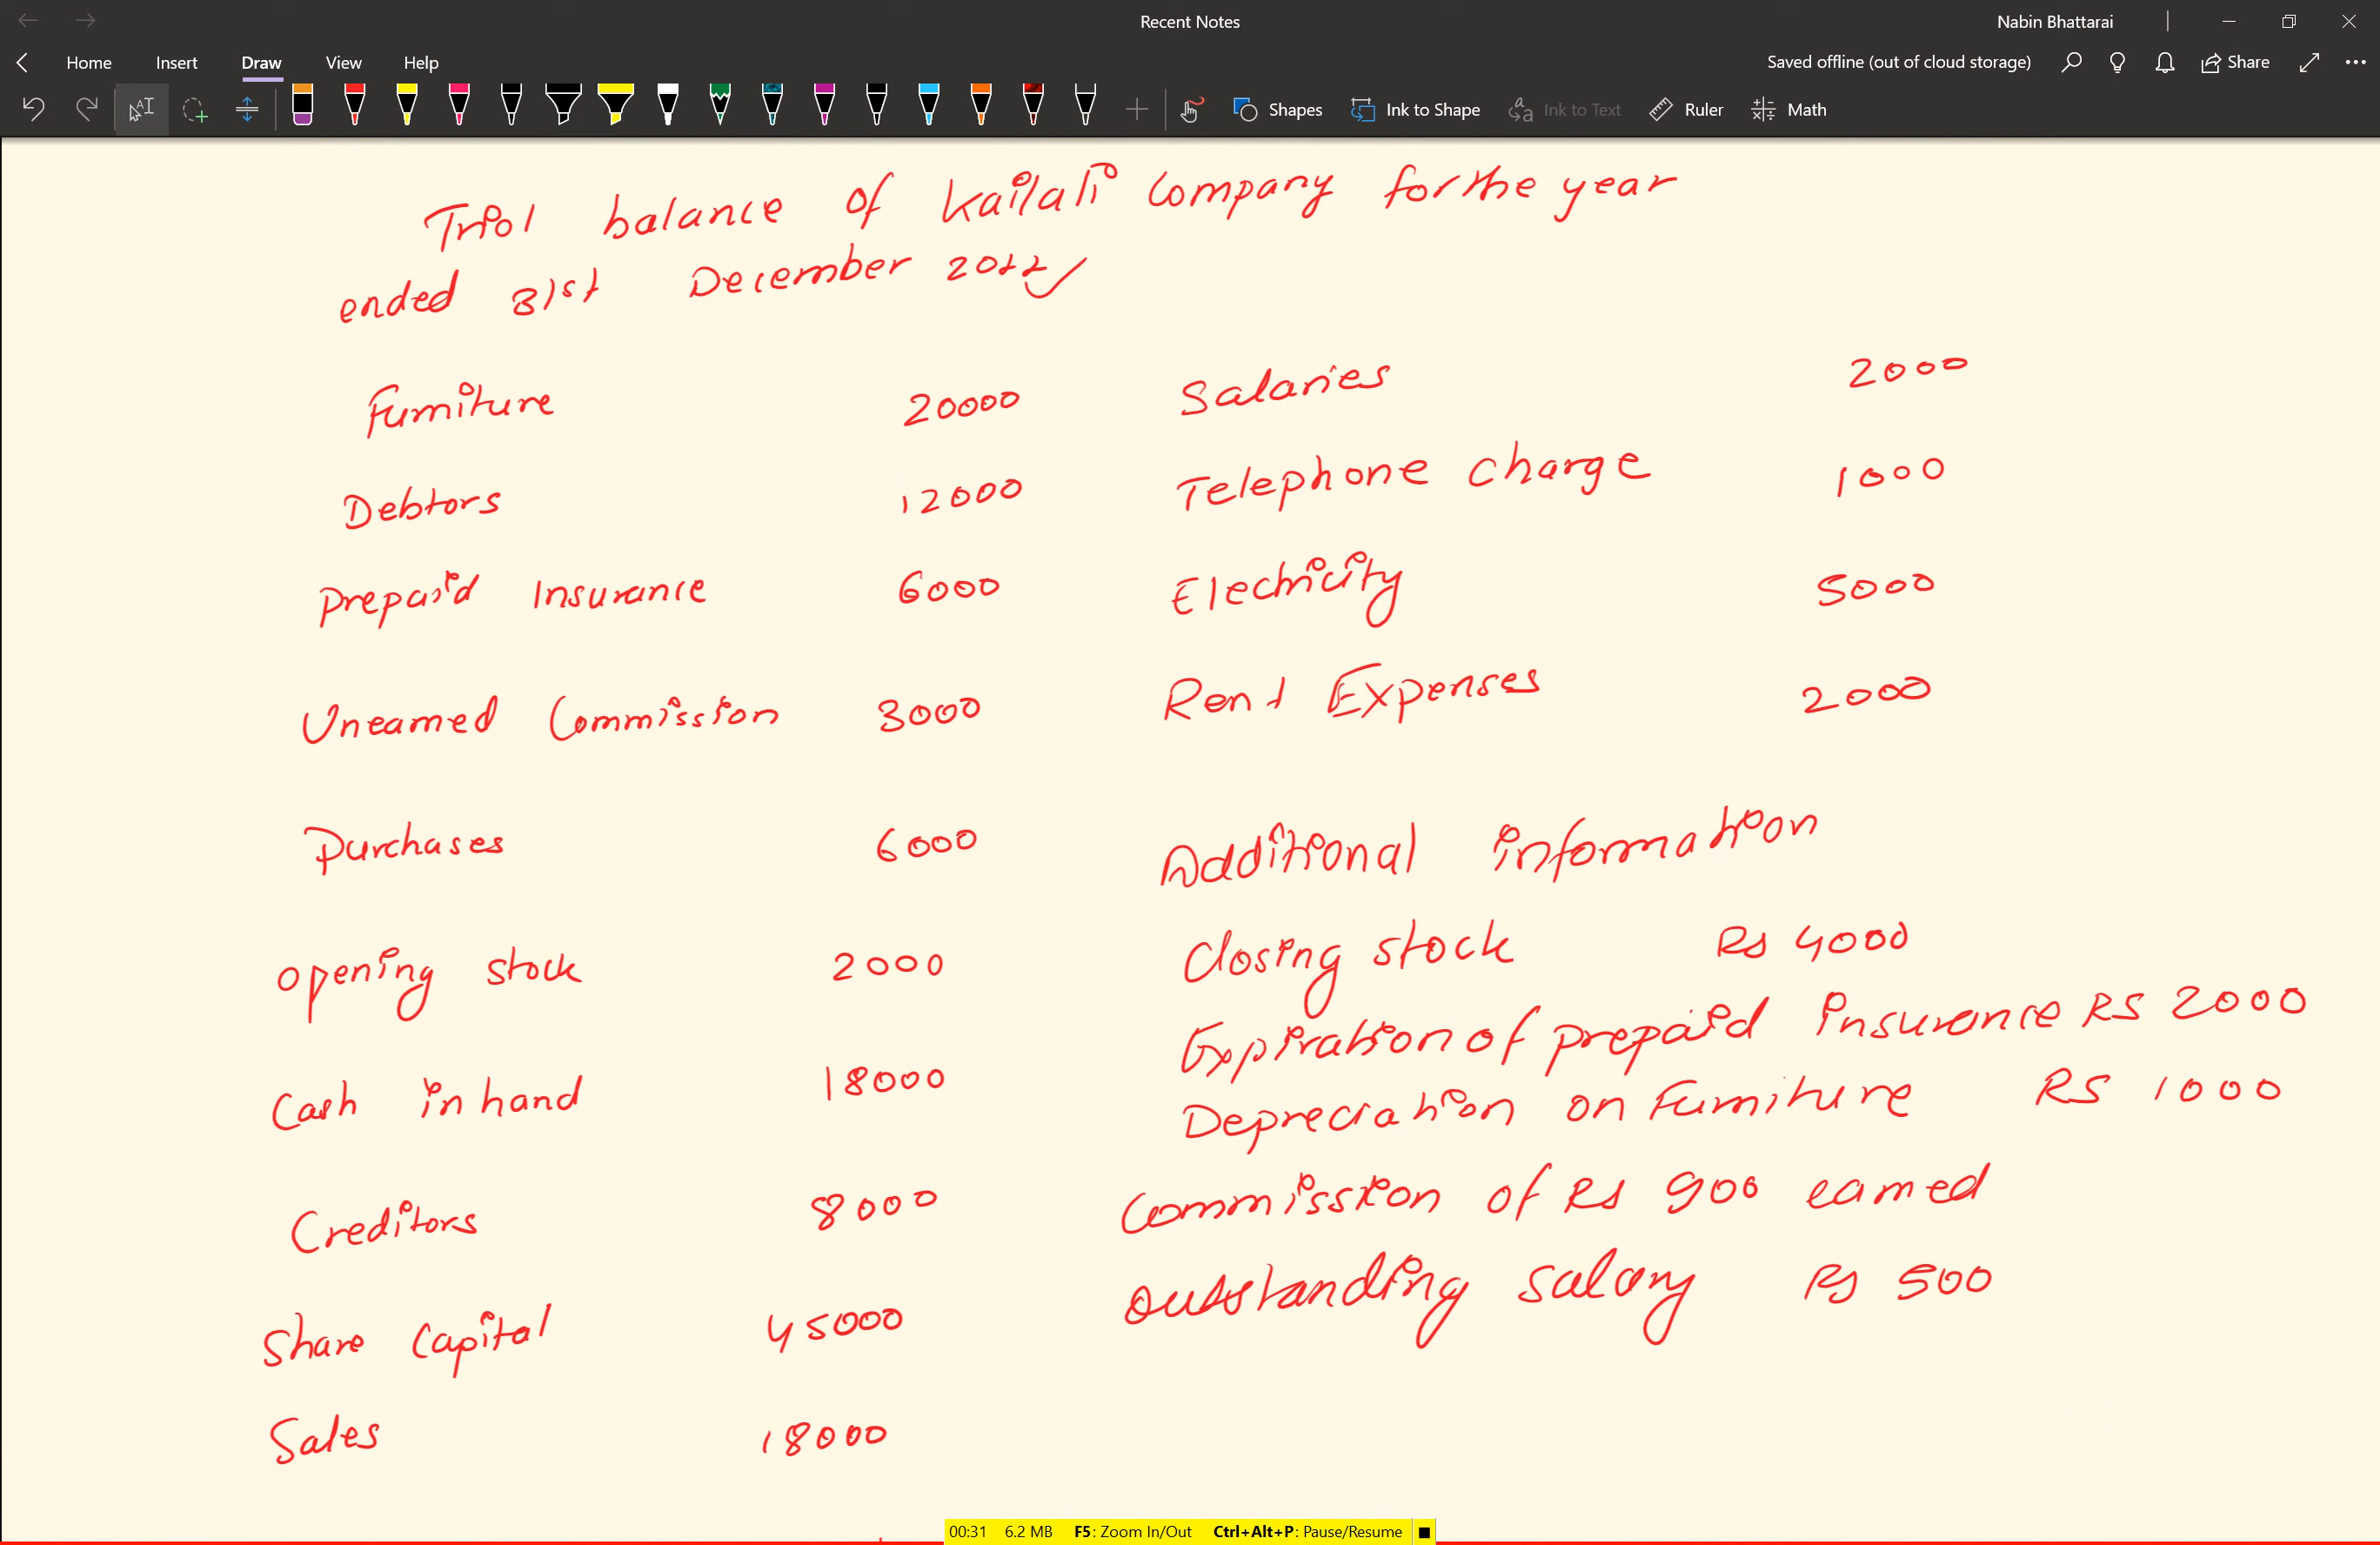 Recent Notes
Nabin Bhattarai
Home Insert Draw View Help
Saved offline (out of cloud storage)
Share
Shapes
Ink to Shape
Ink to Text
Ruler
Math
Trial balance of Kailali Company for the year
ended 31st December 2022
Furniture 20000
Debtors 12000
Prepaid Insurance 6000
Unearned Commission 3000
Purchases 6000
opening stock 2000
Cash in hand 18000
Creditors 8000
Share Capital 45000
Sales 18000
Salaries 2000
Telephone charge 1000
Electricity 5000
Rent Expenses 2000
Additional information
Closing stock Rs 4000
Expiration of prepaid insurance RS 2000
Depreciation on Furniture RS 1000
Commission of Rs 900 earned
Outstanding salary Rs 500
00:31 6.2 MB F5: Zoom In/Out Ctrl+Alt+P: Pause/Resume